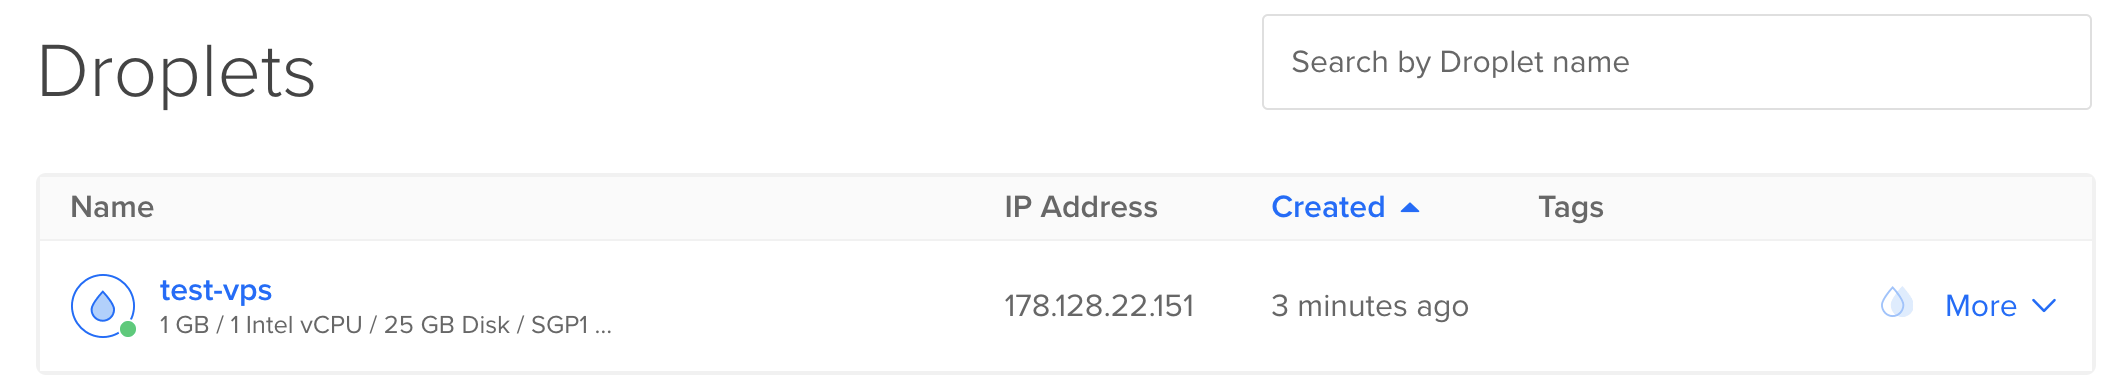 Droplets
Search by Droplet name
Name IP Address Created Tags
test-vps
1 GB / 1 Intel vCPU / 25 GB Disk / SGP1 ...
178.128.22.151 3 minutes ago More